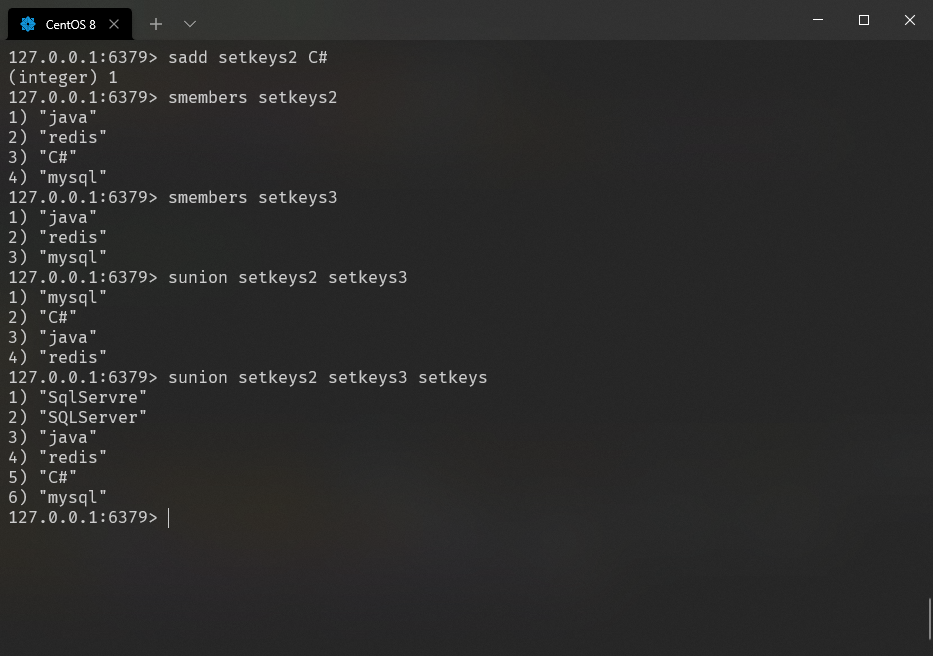 CentOS 8
127.0.0.1:6379> sadd setkeys2 C#
(integer) 1
127.0.0.1:6379> smembers setkeys2
1) "java"
2) "redis"
3) "C#"
4) "mysql"
127.0.0.1:6379> smembers setkeys3
1) "java"
2) "redis"
3) "mysql"
127.0.0.1:6379> sunion setkeys2 setkeys3
1) "mysql"
2) "C#"
3) "java"
4) "redis"
127.0.0.1:6379> sunion setkeys2 setkeys3 setkeys
1) "SqlServre"
2) "SQLServer"
3) "java"
4) "redis"
5) "C#"
6) "mysql"
127.0.0.1:6379>